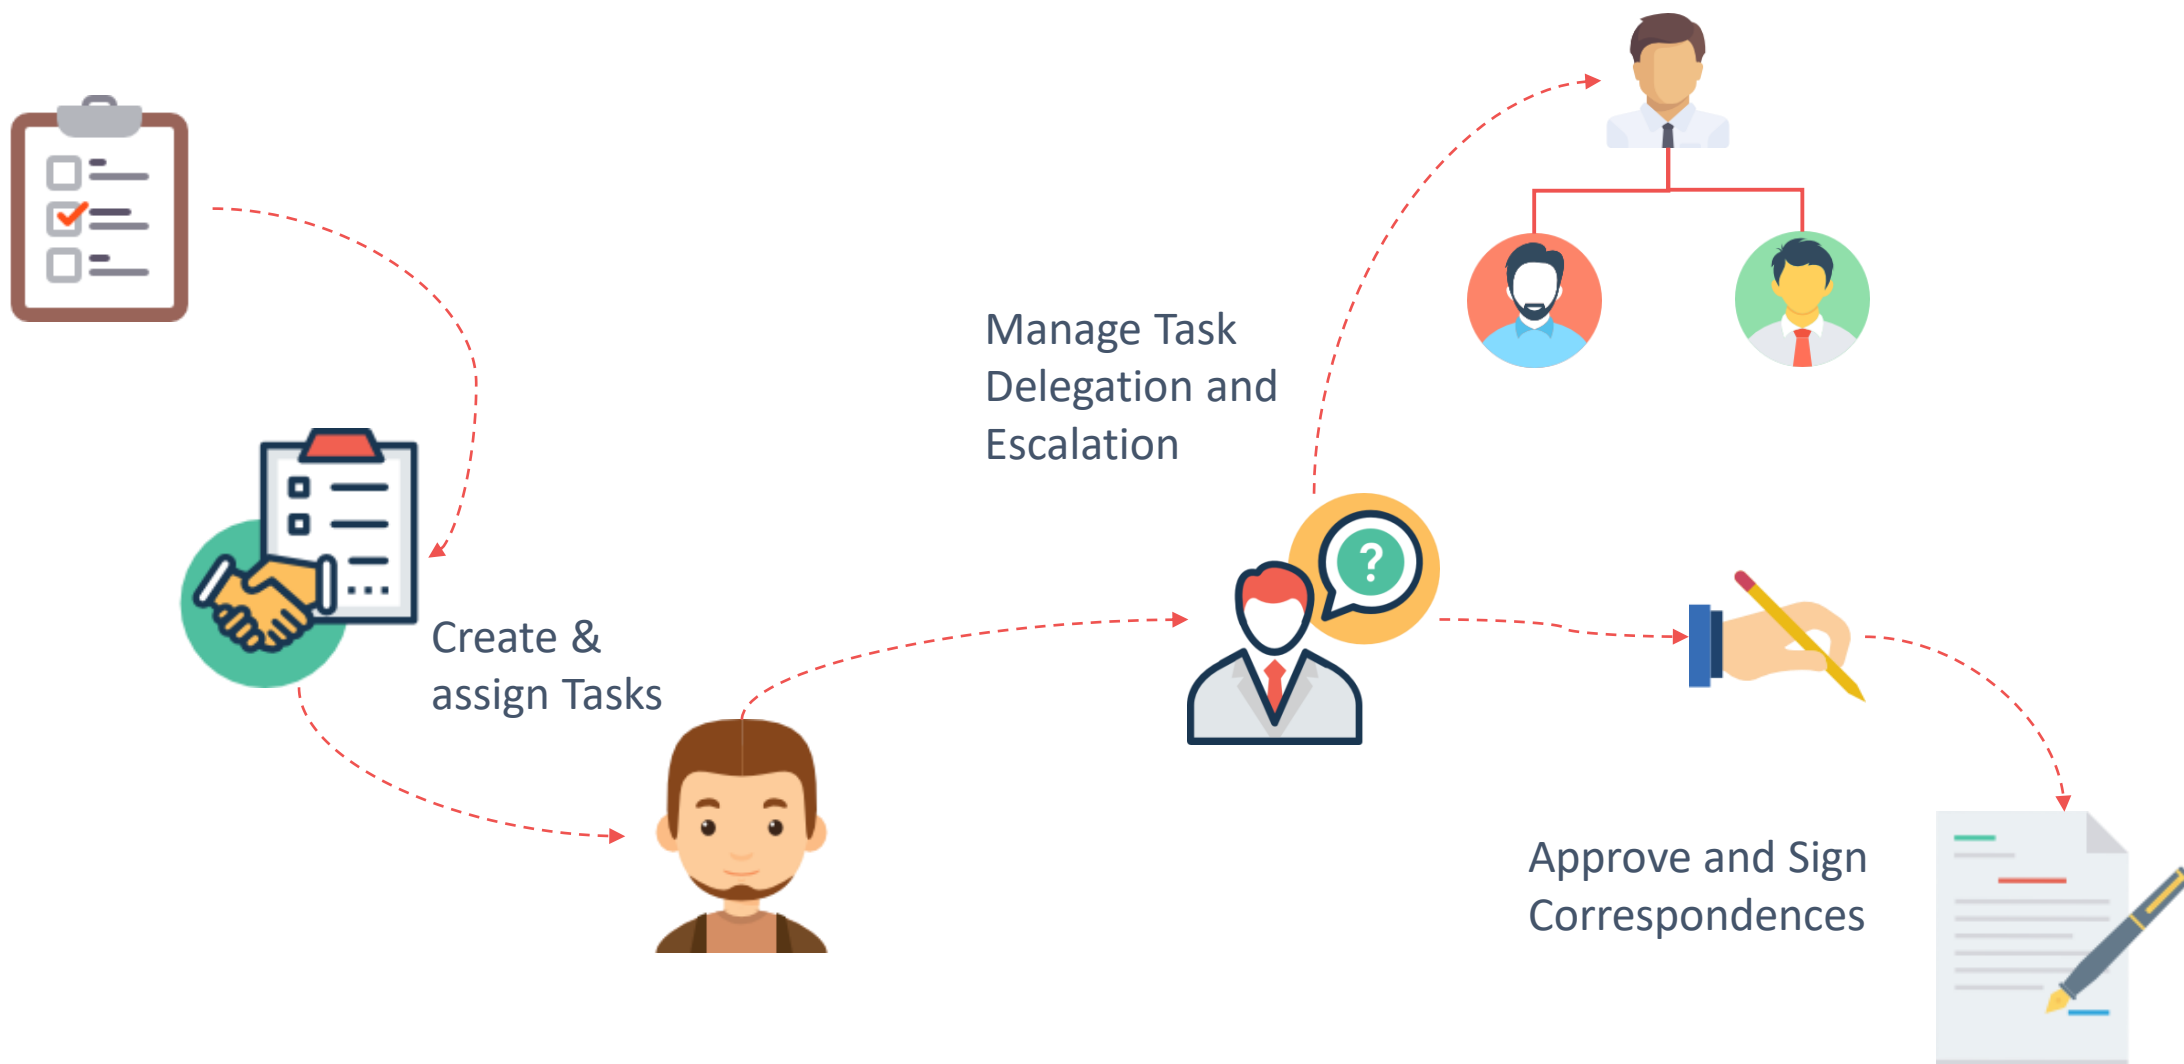 Manage Task
Delegation and
Escalation
?
Create &
assign Tasks
Approve and Sign
Correspondences